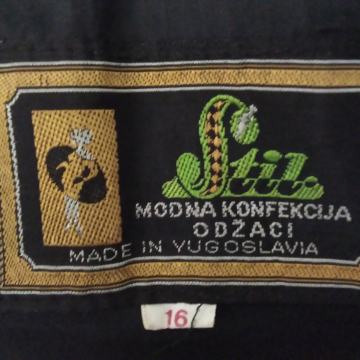 Stil
MODNA KONFEKCIJA
ODŽACI
MADE IN YUGOSLAVIA
16